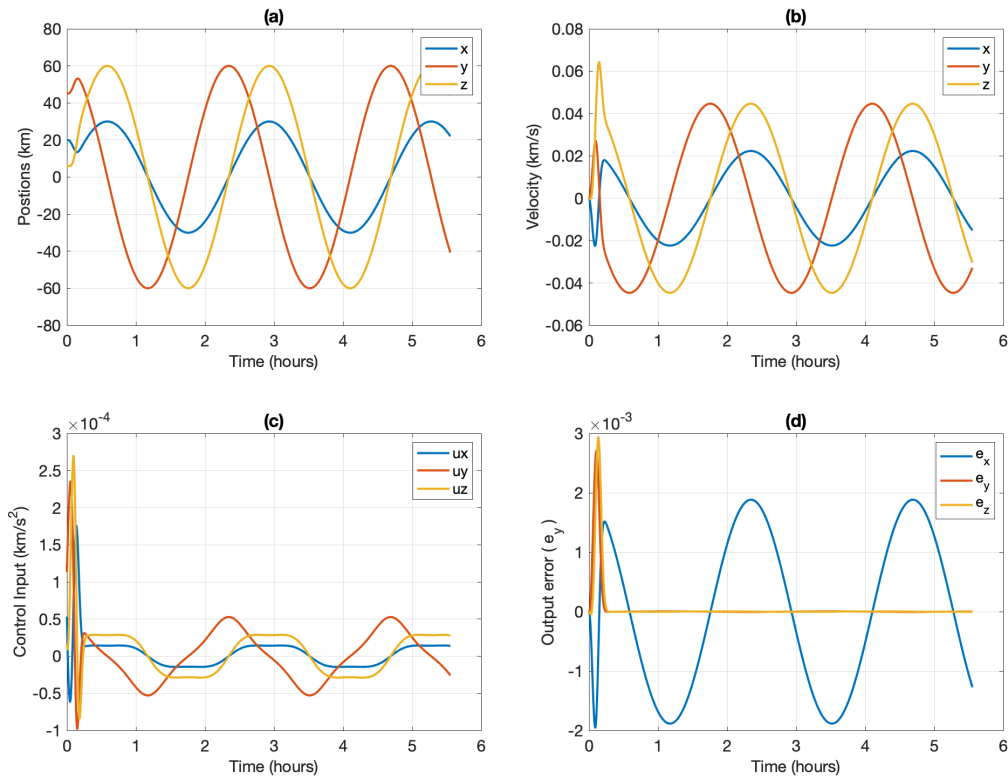 (a)
80
60
40
20
0
-20
-40
-60
-80
Postions (km)
0 1 2 3 4 5 6
Time (hours)
x
y
z
(b)
0.08
0.06
0.04
0.02
0
-0.02
-0.04
-0.06
Velocity (km/s)
0 1 2 3 4 5 6
Time (hours)
x
y
z
(c)
×10⁻⁴
3
2.5
2
1.5
1
0.5
0
-0.5
-1
Control Input (km/s²)
0 1 2 3 4 5 6
Time (hours)
ux
uy
uz
(d)
×10⁻³
3
2
1
0
-1
-2
Output error ( e_y )
0 1 2 3 4 5 6
Time (hours)
e_x
e_y
e_z